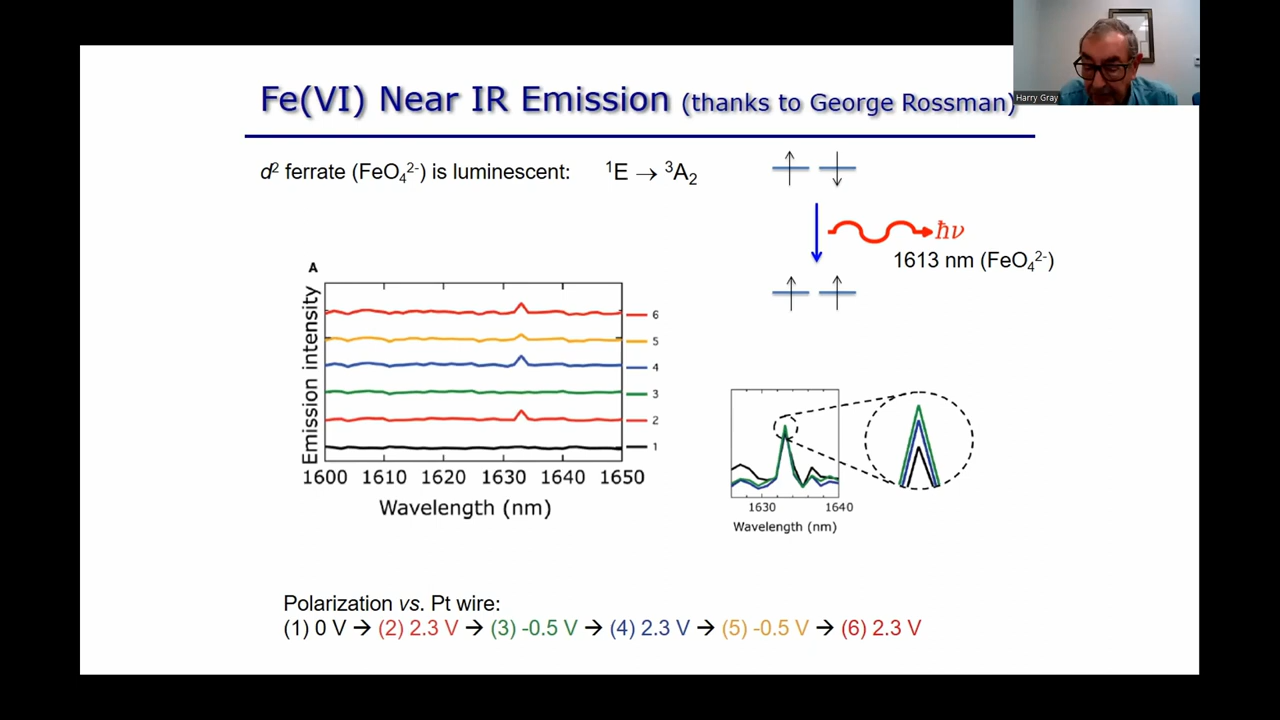 Harry Gray
Fe(VI) Near IR Emission (thanks to George Rossman)
d² ferrate (FeO₄²⁻) is luminescent: ¹E → ³A₂
ħν
1613 nm (FeO₄²⁻)
A
Emission intensity
6
5
4
3
2
1
1600 1610 1620 1630 1640 1650
Wavelength (nm)
1630 1640
Wavelength (nm)
Polarization vs. Pt wire:
(1) 0 V → (2) 2.3 V → (3) -0.5 V → (4) 2.3 V → (5) -0.5 V → (6) 2.3 V